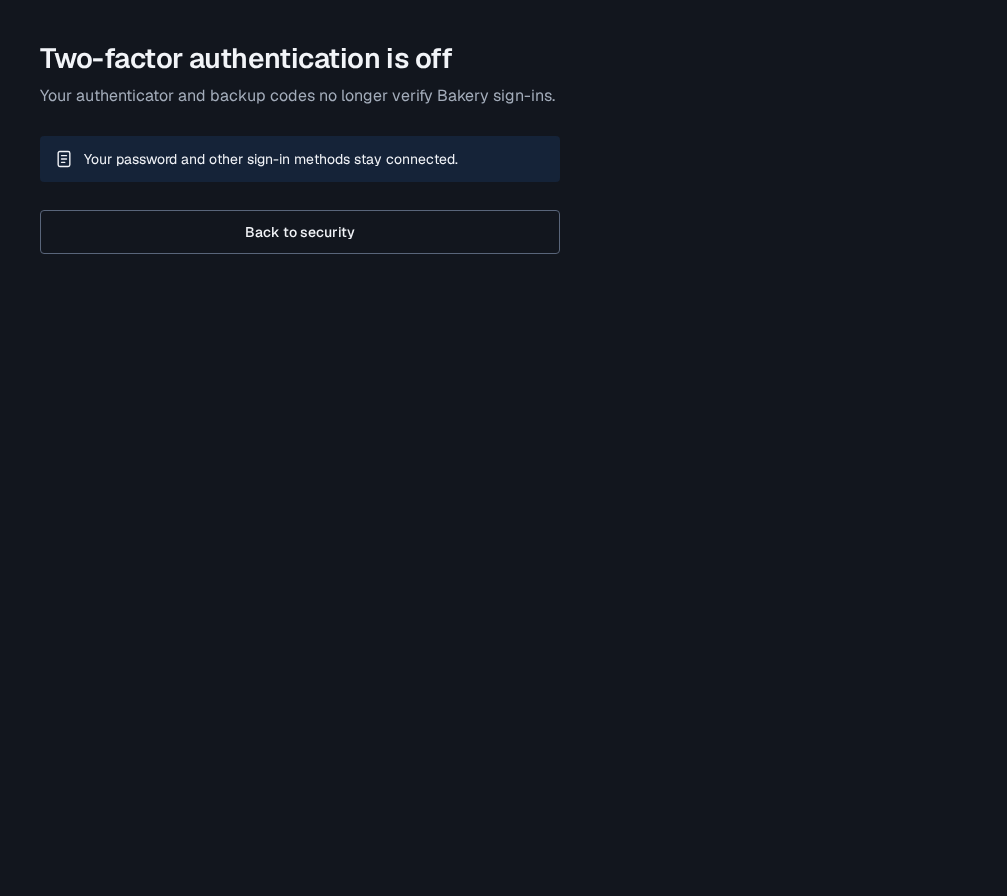 Two-factor authentication is off
Your authenticator and backup codes no longer verify Bakery sign-ins.
Your password and other sign-in methods stay connected.
Back to security